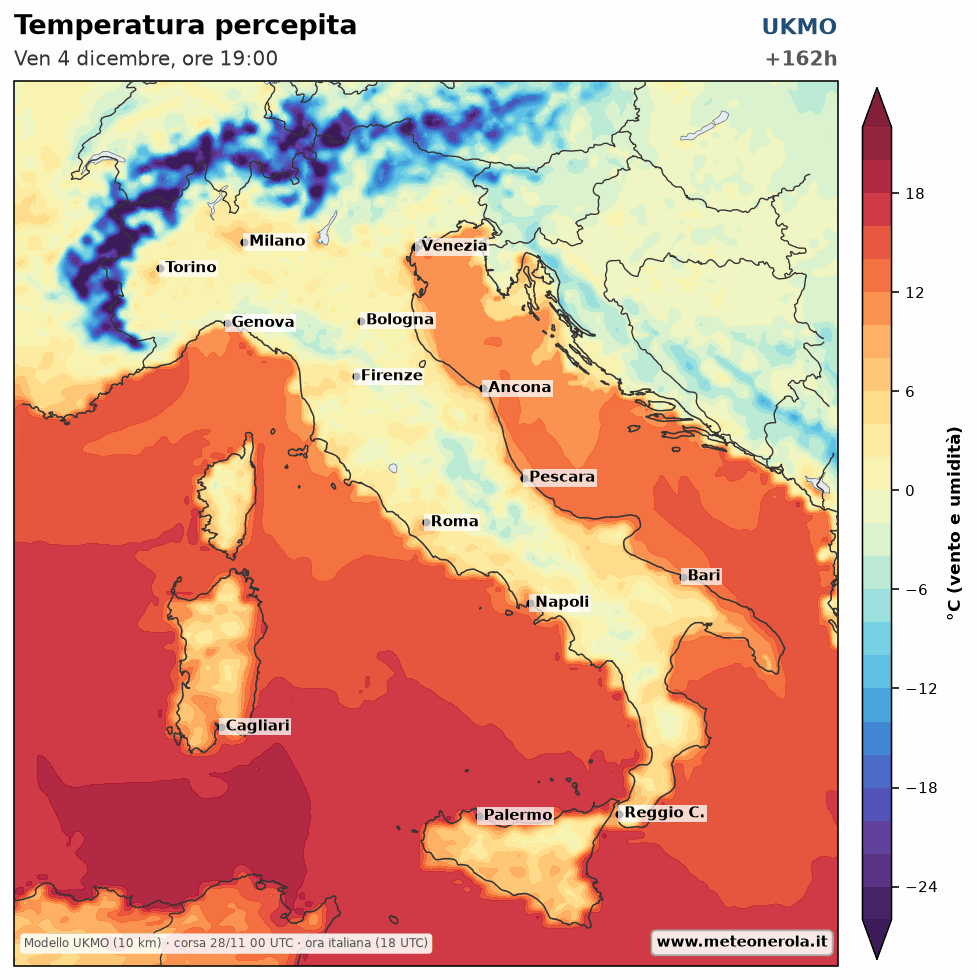 Temperatura percepita
UKMO
Ven 4 dicembre, ore 19:00
+162h
Milano
Venezia
Torino
Genova
Bologna
Firenze
Ancona
Pescara
Roma
Bari
Napoli
Cagliari
Palermo
Reggio C.
18
12
6
0
−6
−12
−18
−24
°C (vento e umidità)
Modello UKMO (10 km) · corsa 28/11 00 UTC · ora italiana (18 UTC)
www.meteonerola.it